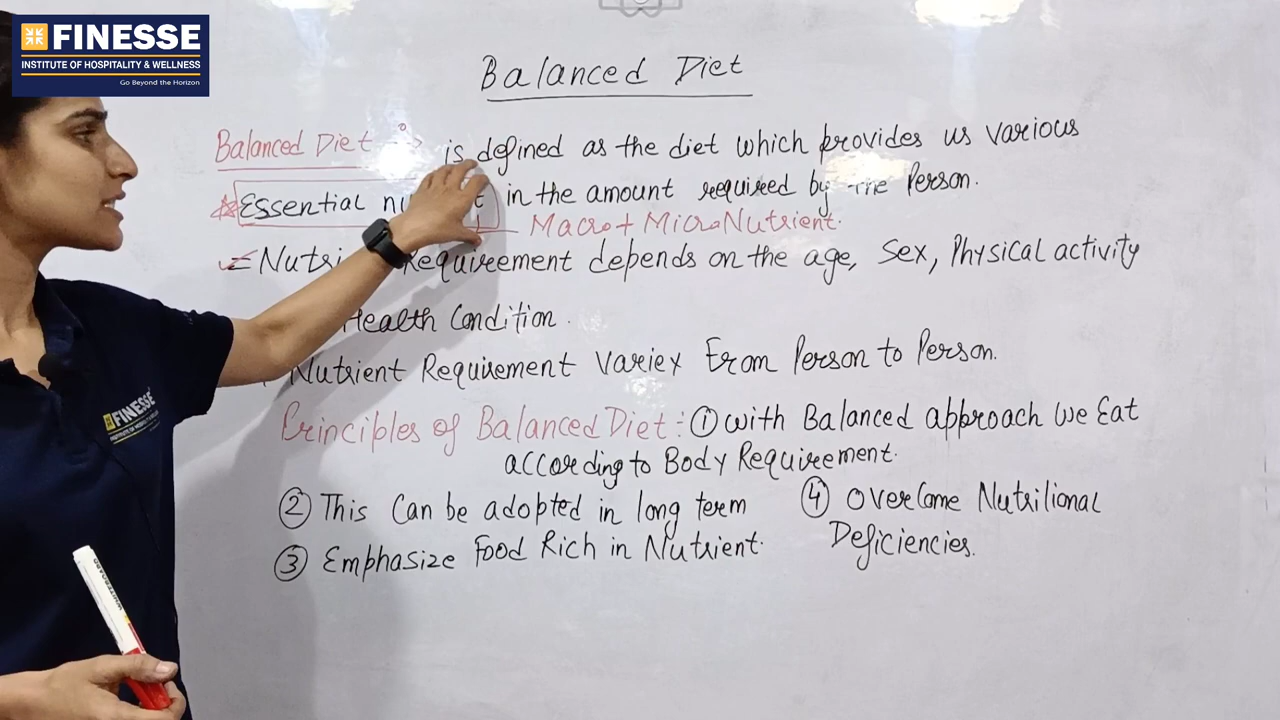 FINESSE
INSTITUTE OF HOSPITALITY & WELLNESS
Go Beyond the Horizon
Balanced Diet
Balanced Diet :-> is defined as the diet which provides us various
Essential in the amount required by the Person.
Macro + Micro Nutrient.
= Requirement depends on the age, Sex, Physical activity
Health Condition.
Nutrient Requirement Variex From Person to Person.
Principles of Balanced Diet: ① with Balanced approach we Eat
according to Body Requirement.
② This Can be adopted in long term
③ Emphasize Food Rich in Nutrient.
④ Overcome Nutrilional
Deficiencies.
FINESSE